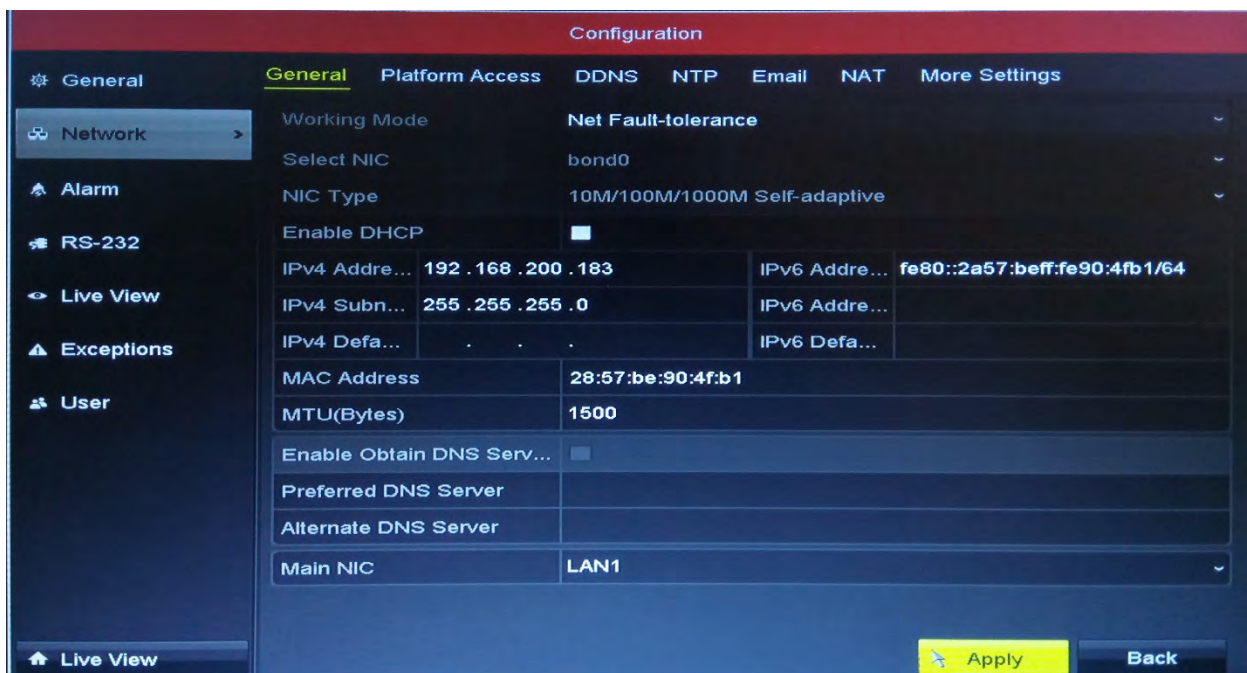 Configuration
General
Network >
Alarm
RS-232
Live View
Exceptions
User
Live View
General Platform Access DDNS NTP Email NAT More Settings
Working Mode Net Fault-tolerance
Select NIC bond0
NIC Type 10M/100M/1000M Self-adaptive
Enable DHCP
IPv4 Addre... 192 .168 .200 .183 IPv6 Addre... fe80::2a57:beff:fe90:4fb1/64
IPv4 Subn... 255 .255 .255 .0 IPv6 Addre...
IPv4 Defa... . . . IPv6 Defa...
MAC Address 28:57:be:90:4f:b1
MTU(Bytes) 1500
Enable Obtain DNS Serv...
Preferred DNS Server
Alternate DNS Server
Main NIC LAN1
Apply Back